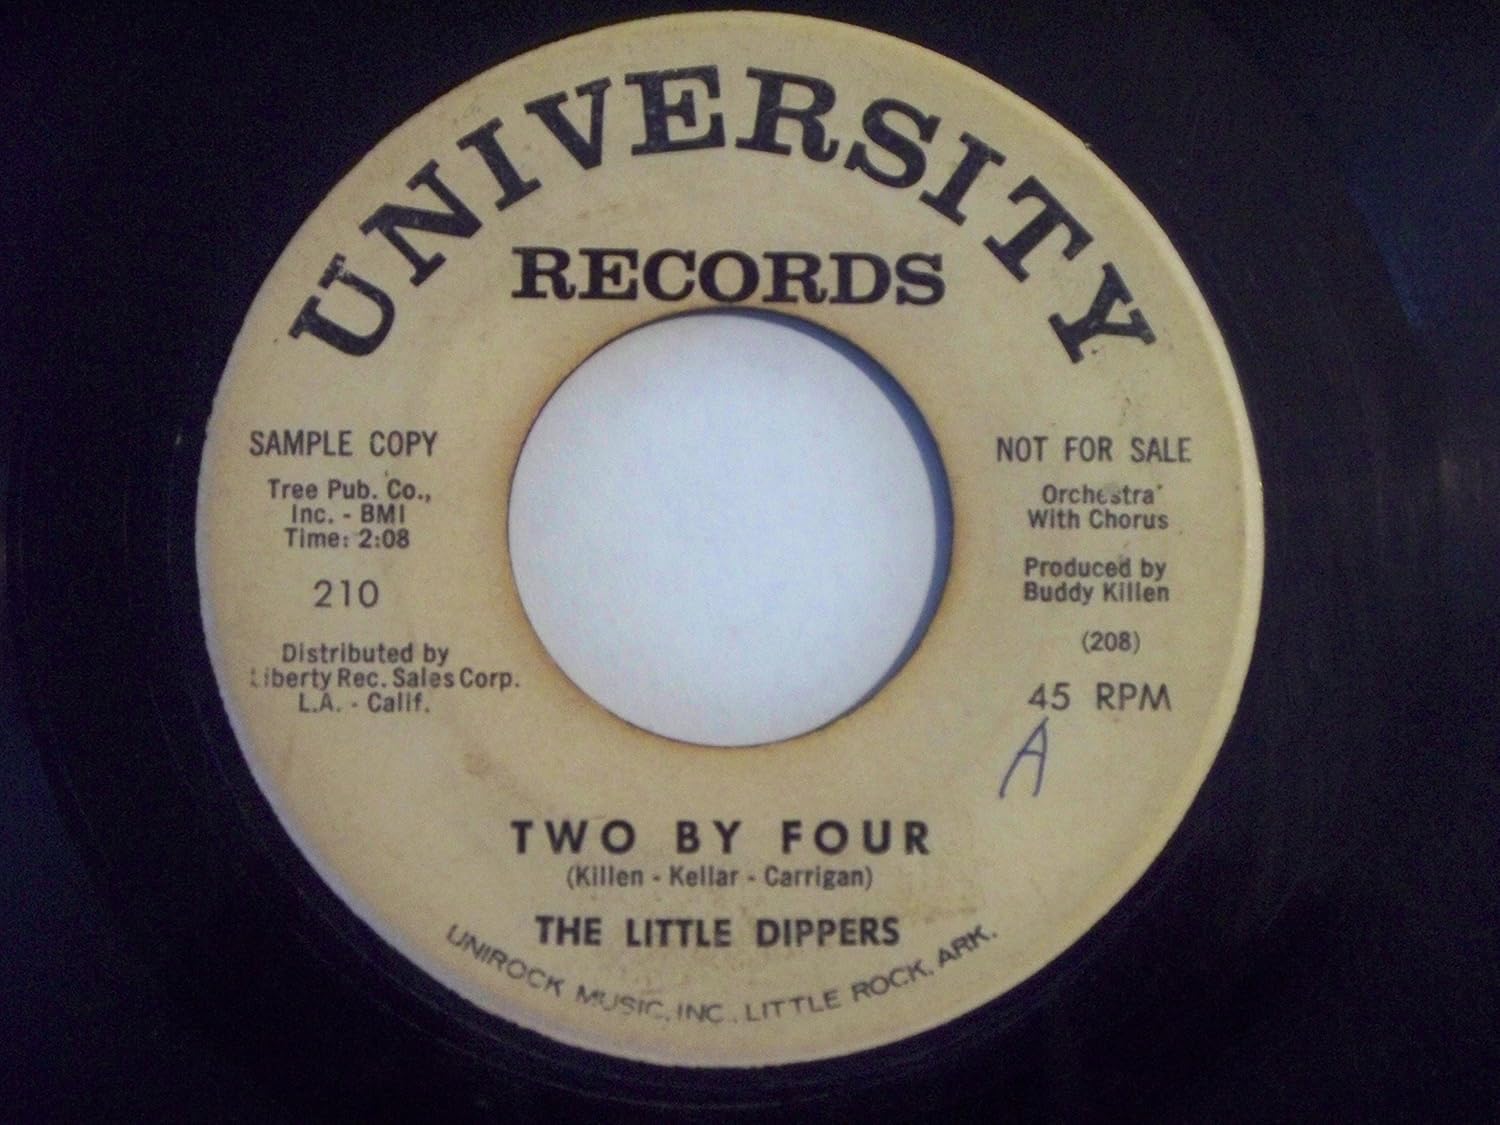 UNIVERSITY
RECORDS
SAMPLE COPY
Tree Pub. Co.,
Inc. - BMI
Time: 2:08
210
Distributed by
Liberty Rec. Sales Corp.
L.A. - Calif.
NOT FOR SALE
Orchestra
With Chorus
Produced by
Buddy Killen
(208)
45 RPM
A
TWO BY FOUR
(Killen - Kellar - Carrigan)
THE LITTLE DIPPERS
UNIROCK MUSIC, INC., LITTLE ROCK, ARK.